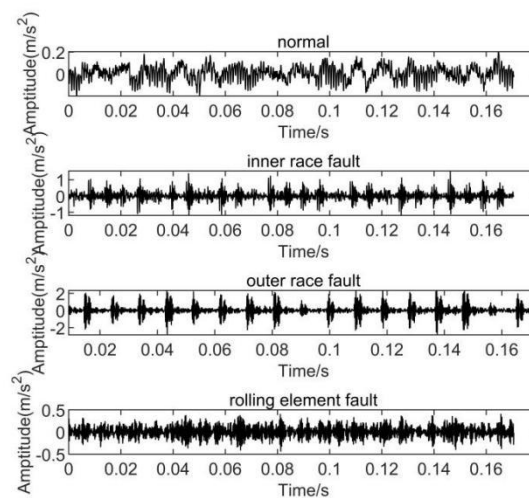 normal
Amptitude(m/s²)
0.2
0
0 0.02 0.04 0.06 0.08 0.1 0.12 0.14 0.16
Time/s
inner race fault
Amptitude(m/s²)
1
0
-1
0 0.02 0.04 0.06 0.08 0.1 0.12 0.14 0.16
Time/s
outer race fault
Amptitude(m/s²)
2
0
-2
0.02 0.04 0.06 0.08 0.1 0.12 0.14 0.16
Time/s
rolling element fault
Amptitude(m/s²)
0.5
0
-0.5
0 0.02 0.04 0.06 0.08 0.1 0.12 0.14 0.16
Time/s